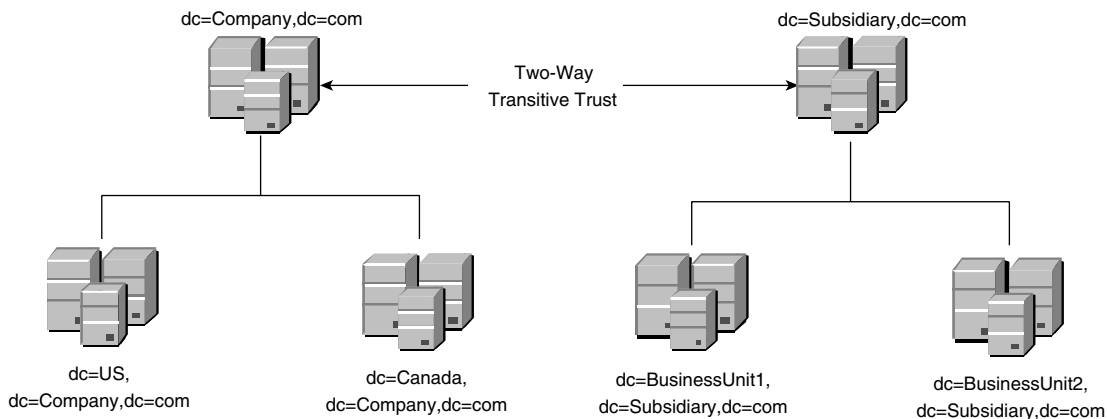 dc=Company,dc=com
dc=Subsidiary,dc=com
Two-Way
Transitive Trust
dc=US,
dc=Company,dc=com
dc=Canada,
dc=Company,dc=com
dc=BusinessUnit1,
dc=Subsidiary,dc=com
dc=BusinessUnit2,
dc=Subsidiary,dc=com